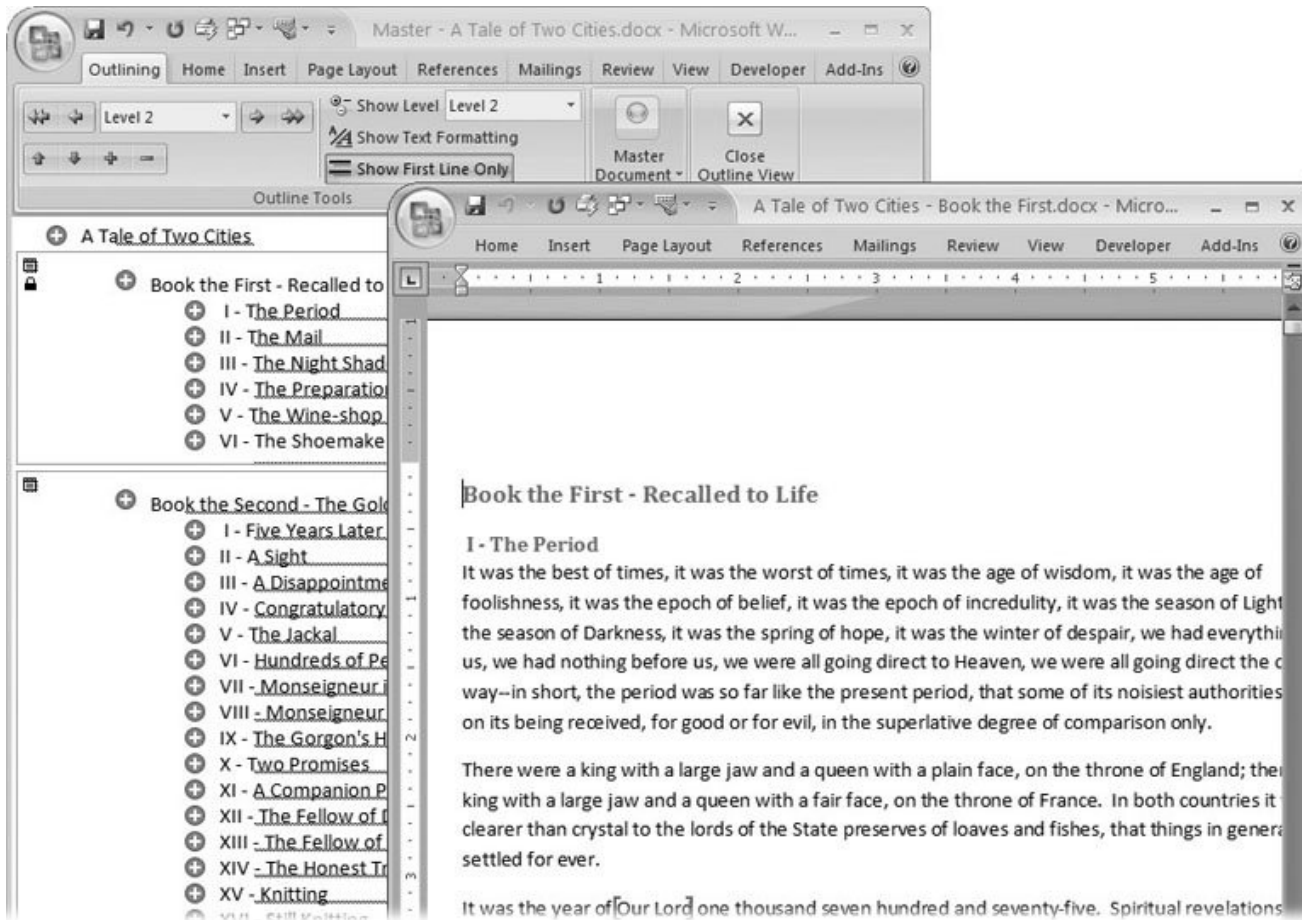 Master - A Tale of Two Cities.docx - Microsoft W...
Outlining Home Insert Page Layout References Mailings Review View Developer Add-Ins
Level 2
Show Level Level 2
Show Text Formatting
Show First Line Only
Master
Document
Close
Outline View
Outline Tools
A Tale of Two Cities
Book the First - Recalled to
I - The Period
II - The Mail
III - The Night Shad
IV - The Preparation
V - The Wine-shop
VI - The Shoemake
Book the Second - The Gold
I - Five Years Later
II - A Sight
III - A Disappointme
IV - Congratulatory
V - The Jackal
VI - Hundreds of Pe
VII - Monseigneur i
VIII - Monseigneur
IX - The Gorgon's H
X - Two Promises
XI - A Companion P
XII - The Fellow of D
XIII - The Fellow of
XIV - The Honest Tr
XV - Knitting
XVI - Still Knitting
A Tale of Two Cities - Book the First.docx - Micro...
Home Insert Page Layout References Mailings Review View Developer Add-Ins
L
1 2 3 4 5
1
1
2
3
Book the First - Recalled to Life
I - The Period
It was the best of times, it was the worst of times, it was the age of wisdom, it was the age of
foolishness, it was the epoch of belief, it was the epoch of incredulity, it was the season of Light
the season of Darkness, it was the spring of hope, it was the winter of despair, we had everythi
us, we had nothing before us, we were all going direct to Heaven, we were all going direct the
way--in short, the period was so far like the present period, that some of its noisiest authorities
on its being received, for good or for evil, in the superlative degree of comparison only.
There were a king with a large jaw and a queen with a plain face, on the throne of England; the
king with a large jaw and a queen with a fair face, on the throne of France. In both countries it
clearer than crystal to the lords of the State preserves of loaves and fishes, that things in genera
settled for ever.
It was the year of Our Lord one thousand seven hundred and seventy-five. Spiritual revelations